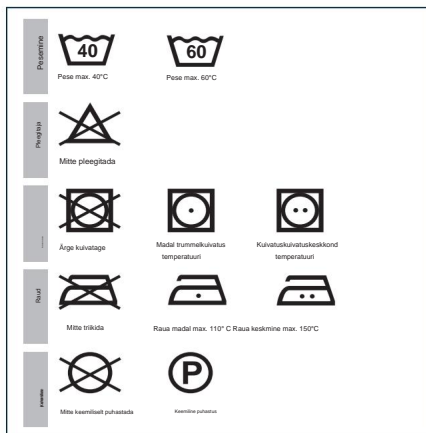 Pesemine
40
60
Pese max. 40°C
Pese max. 60°C
Pleegitaja
Mitte pleegitada
Ärge kuivatage
Madal trummelkuivatus
temperatuuri
Kuivatuskuivatuskeskkond
temperatuuri
Raud
Mitte triikida
Raua madal max. 110° C Raua keskmine max. 150°C
P
Mitte keemiliselt puhastada
Keemiline puhastus